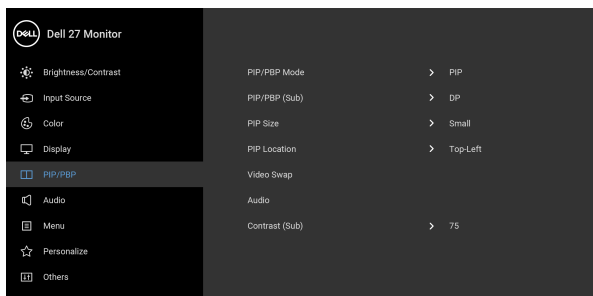 DELL Dell 27 Monitor
Brightness/Contrast
Input Source
Color
Display
PIP/PBP
Audio
Menu
Personalize
Others
PIP/PBP Mode > PIP
PIP/PBP (Sub) > DP
PIP Size > Small
PIP Location > Top-Left
Video Swap
Audio
Contrast (Sub) > 75